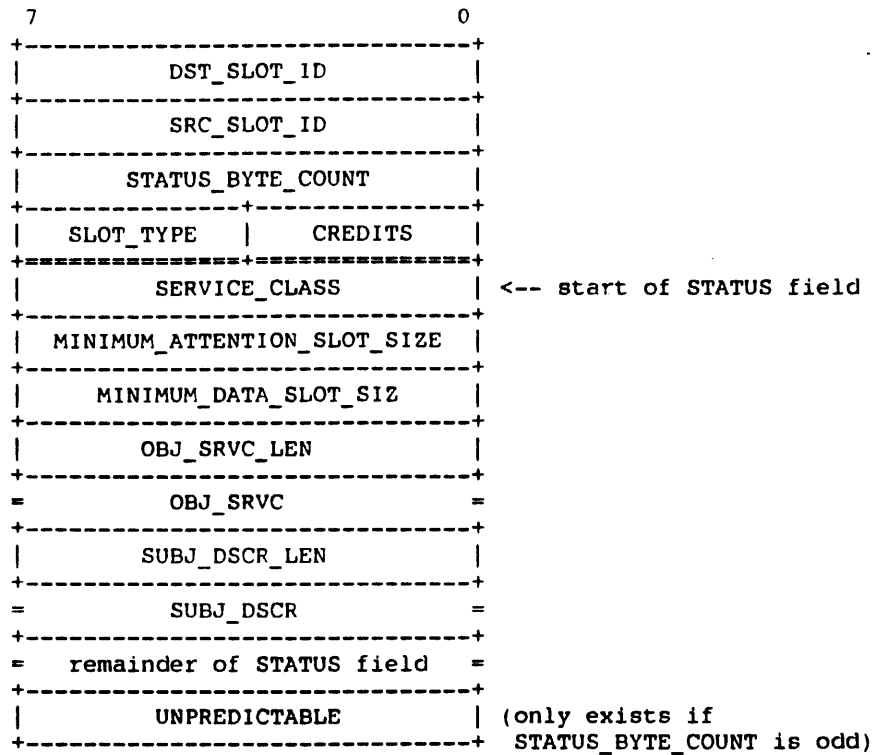 7 0
DST_SLOT_ID
SRC_SLOT_ID
STATUS_BYTE_COUNT
SLOT_TYPE | CREDITS
SERVICE_CLASS <-- start of STATUS field
MINIMUM_ATTENTION_SLOT_SIZE
MINIMUM_DATA_SLOT_SIZ
OBJ_SRVC_LEN
= OBJ_SRVC =
SUBJ_DSCR_LEN
= SUBJ_DSCR =
= remainder of STATUS field =
UNPREDICTABLE (only exists if
STATUS_BYTE_COUNT is odd)